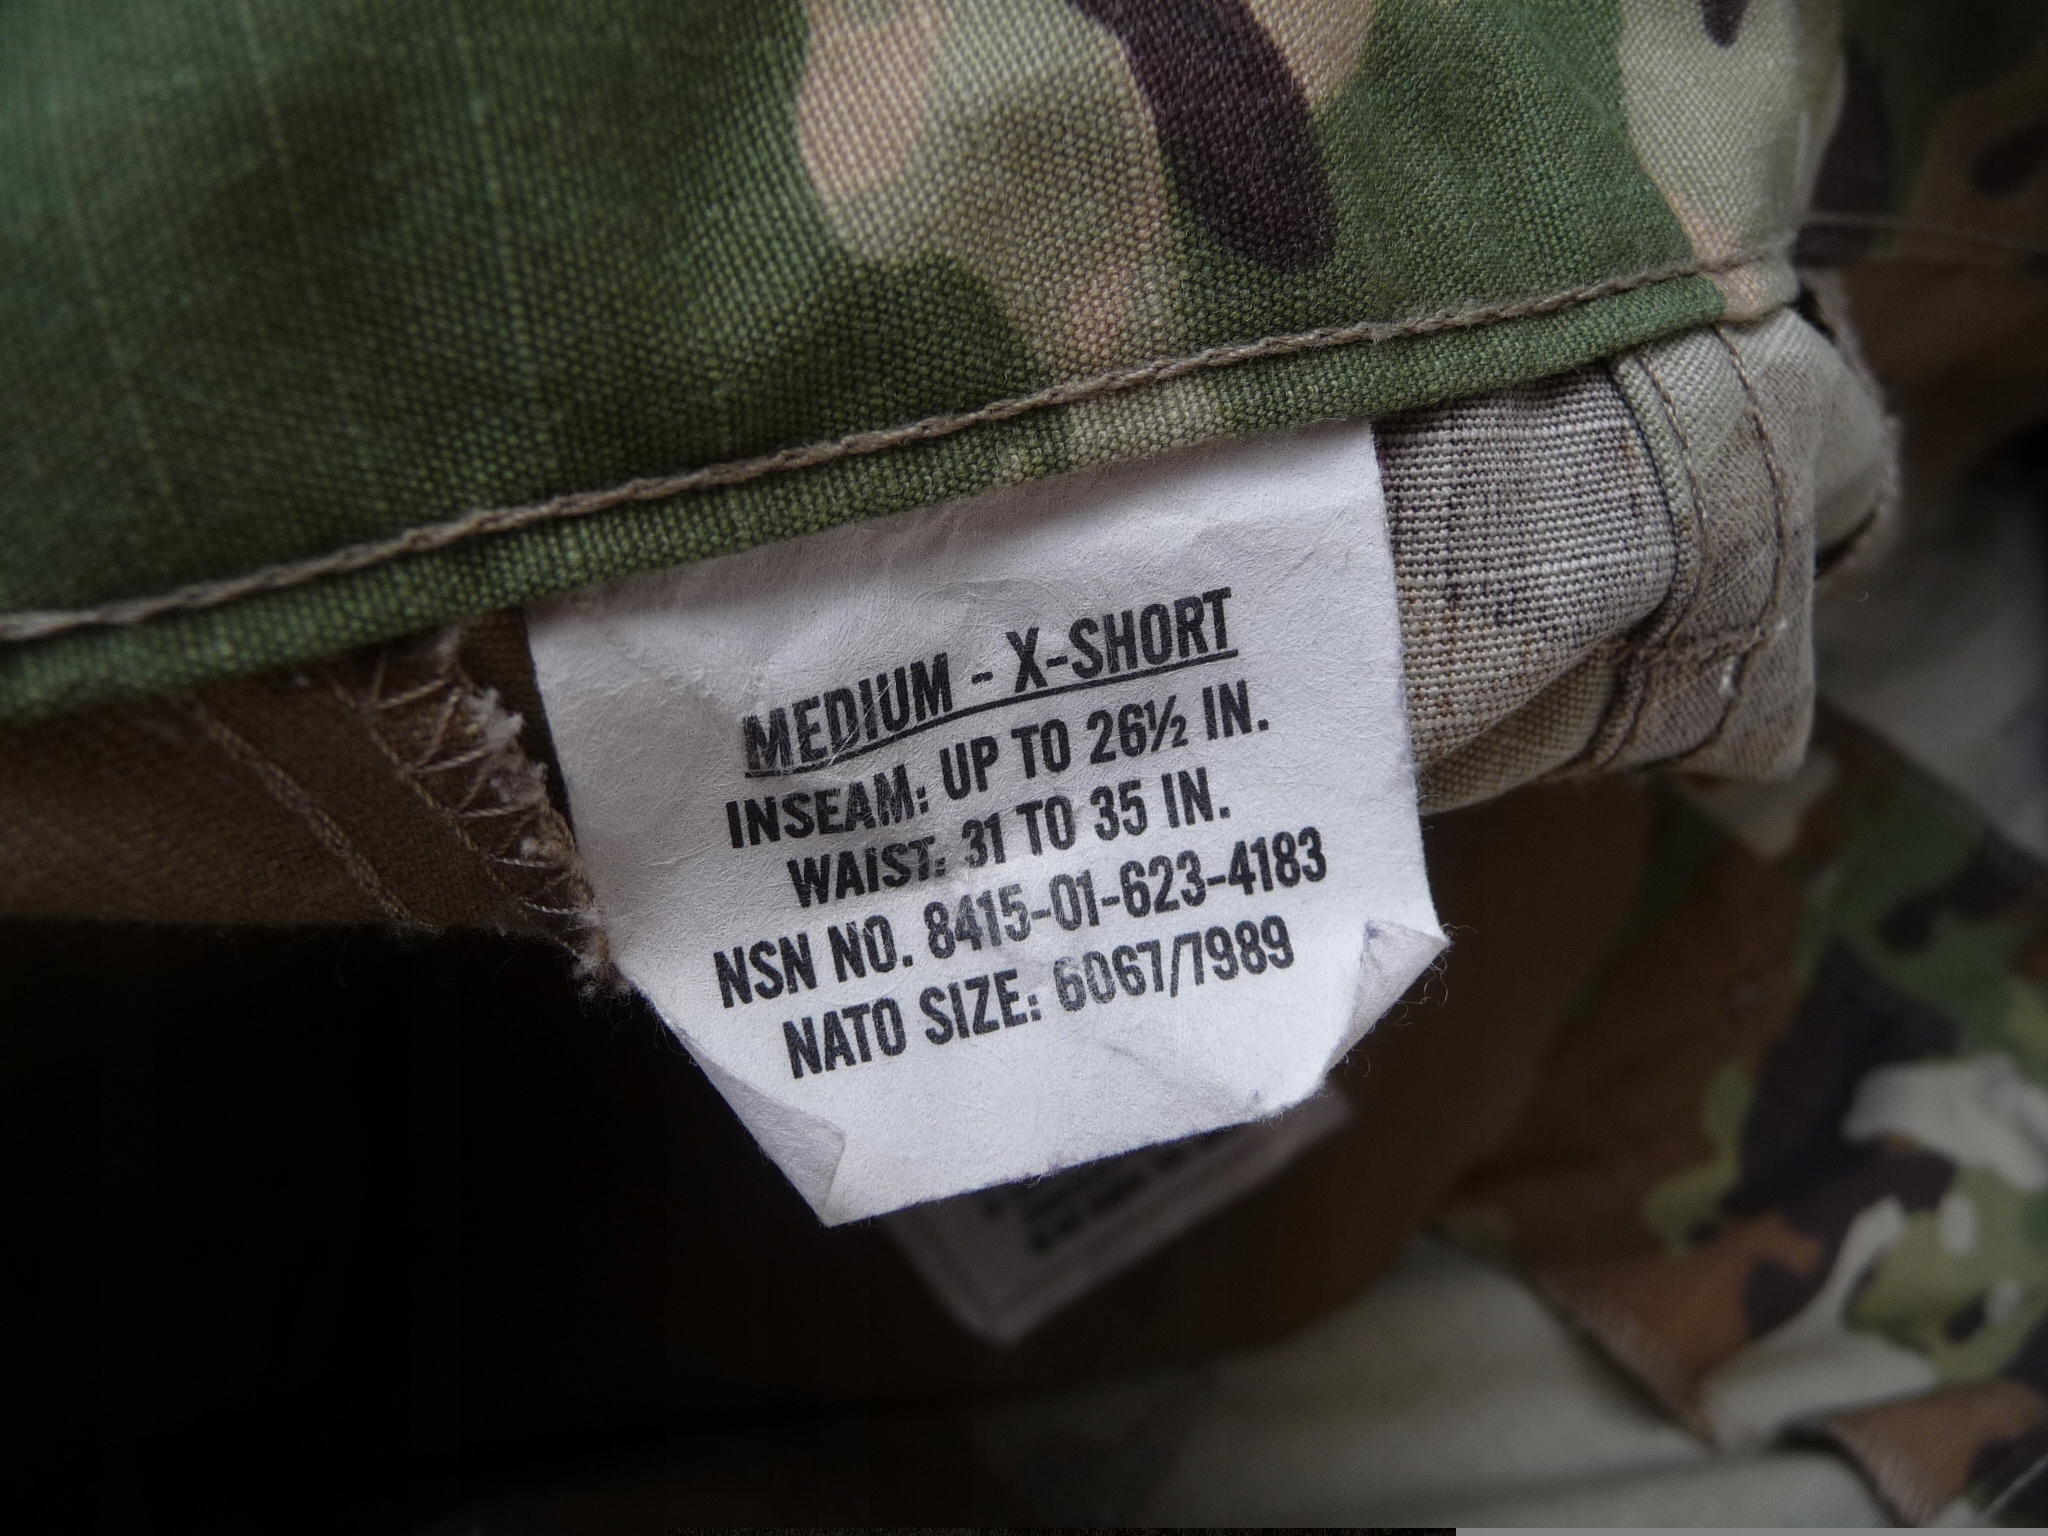 MEDIUM - X-SHORT
INSEAM: UP TO 26½ IN.
WAIST: 31 TO 35 IN.
NSN NO. 8415-01-623-4183
NATO SIZE: 6067/7989